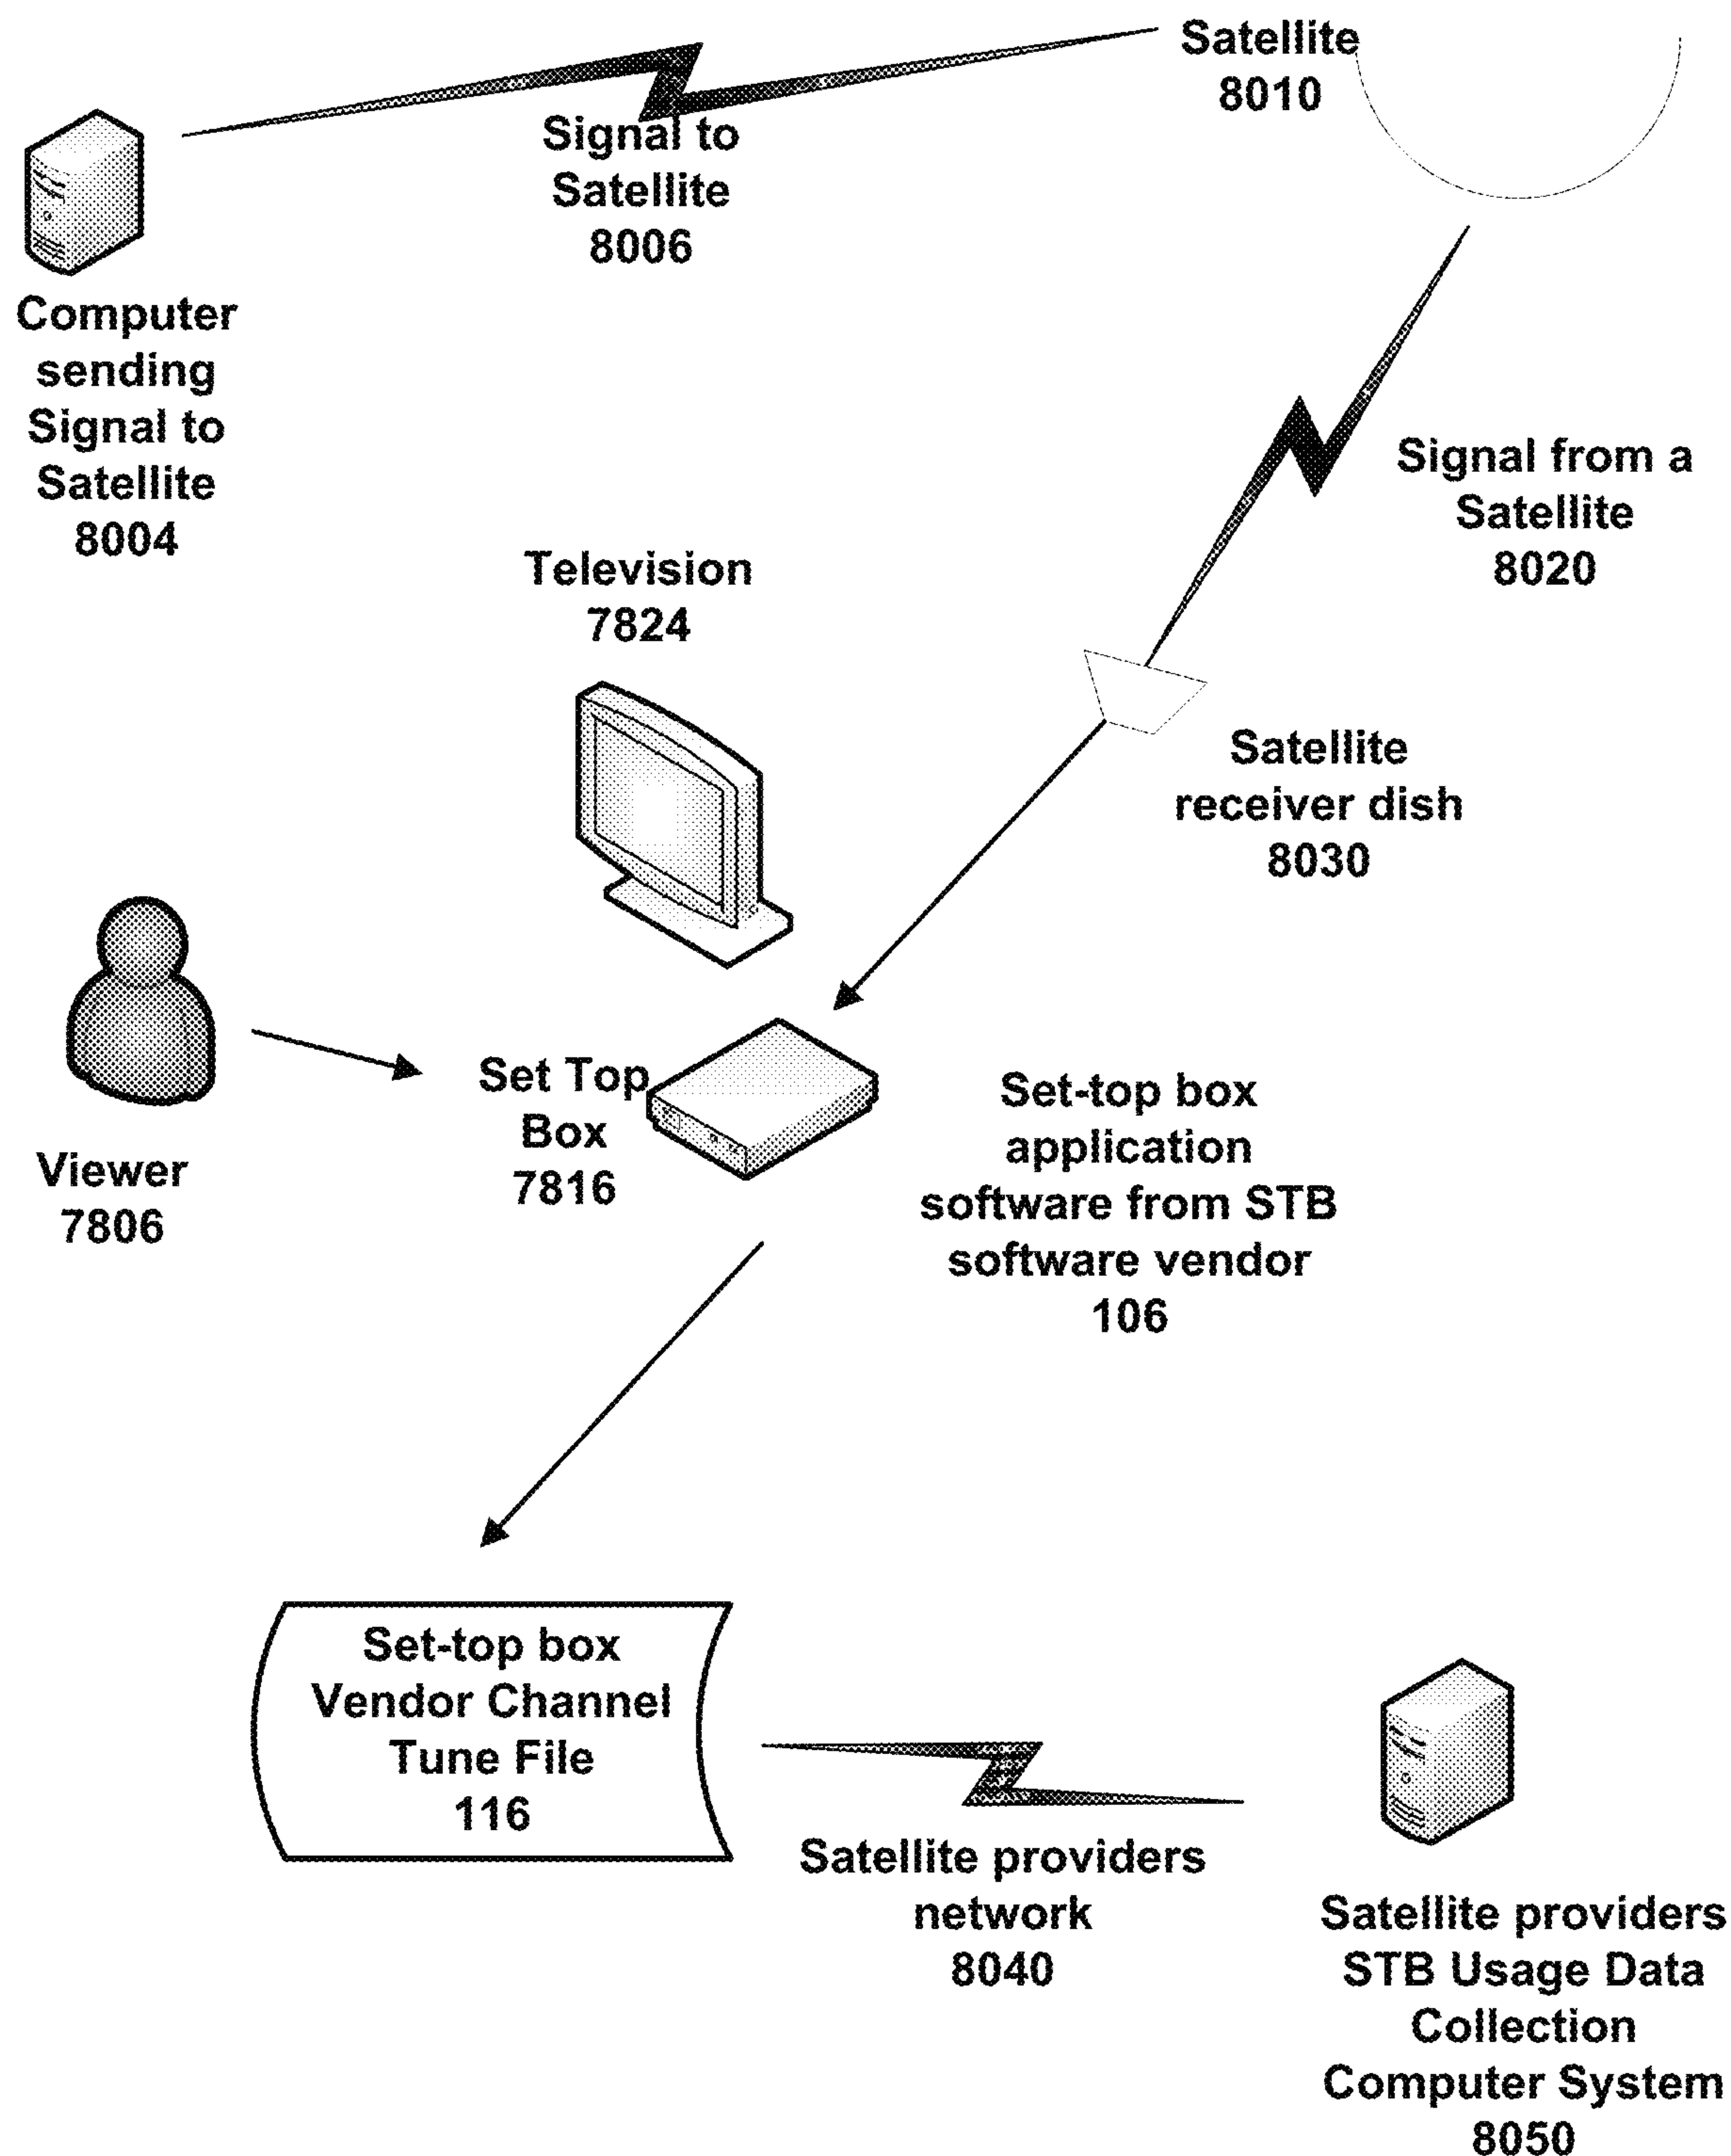 Satellite
8010
Signal to
Satellite
8006
Computer
sending
Signal to
Satellite
8004
Signal from a
Satellite
8020
Television
7824
Satellite
receiver dish
8030
Viewer
7806
Set Top
Box
7816
Set-top box
application
software from STB
software vendor
106
Set-top box
Vendor Channel
Tune File
116
Satellite providers
network
8040
Satellite providers
STB Usage Data
Collection
Computer System
8050